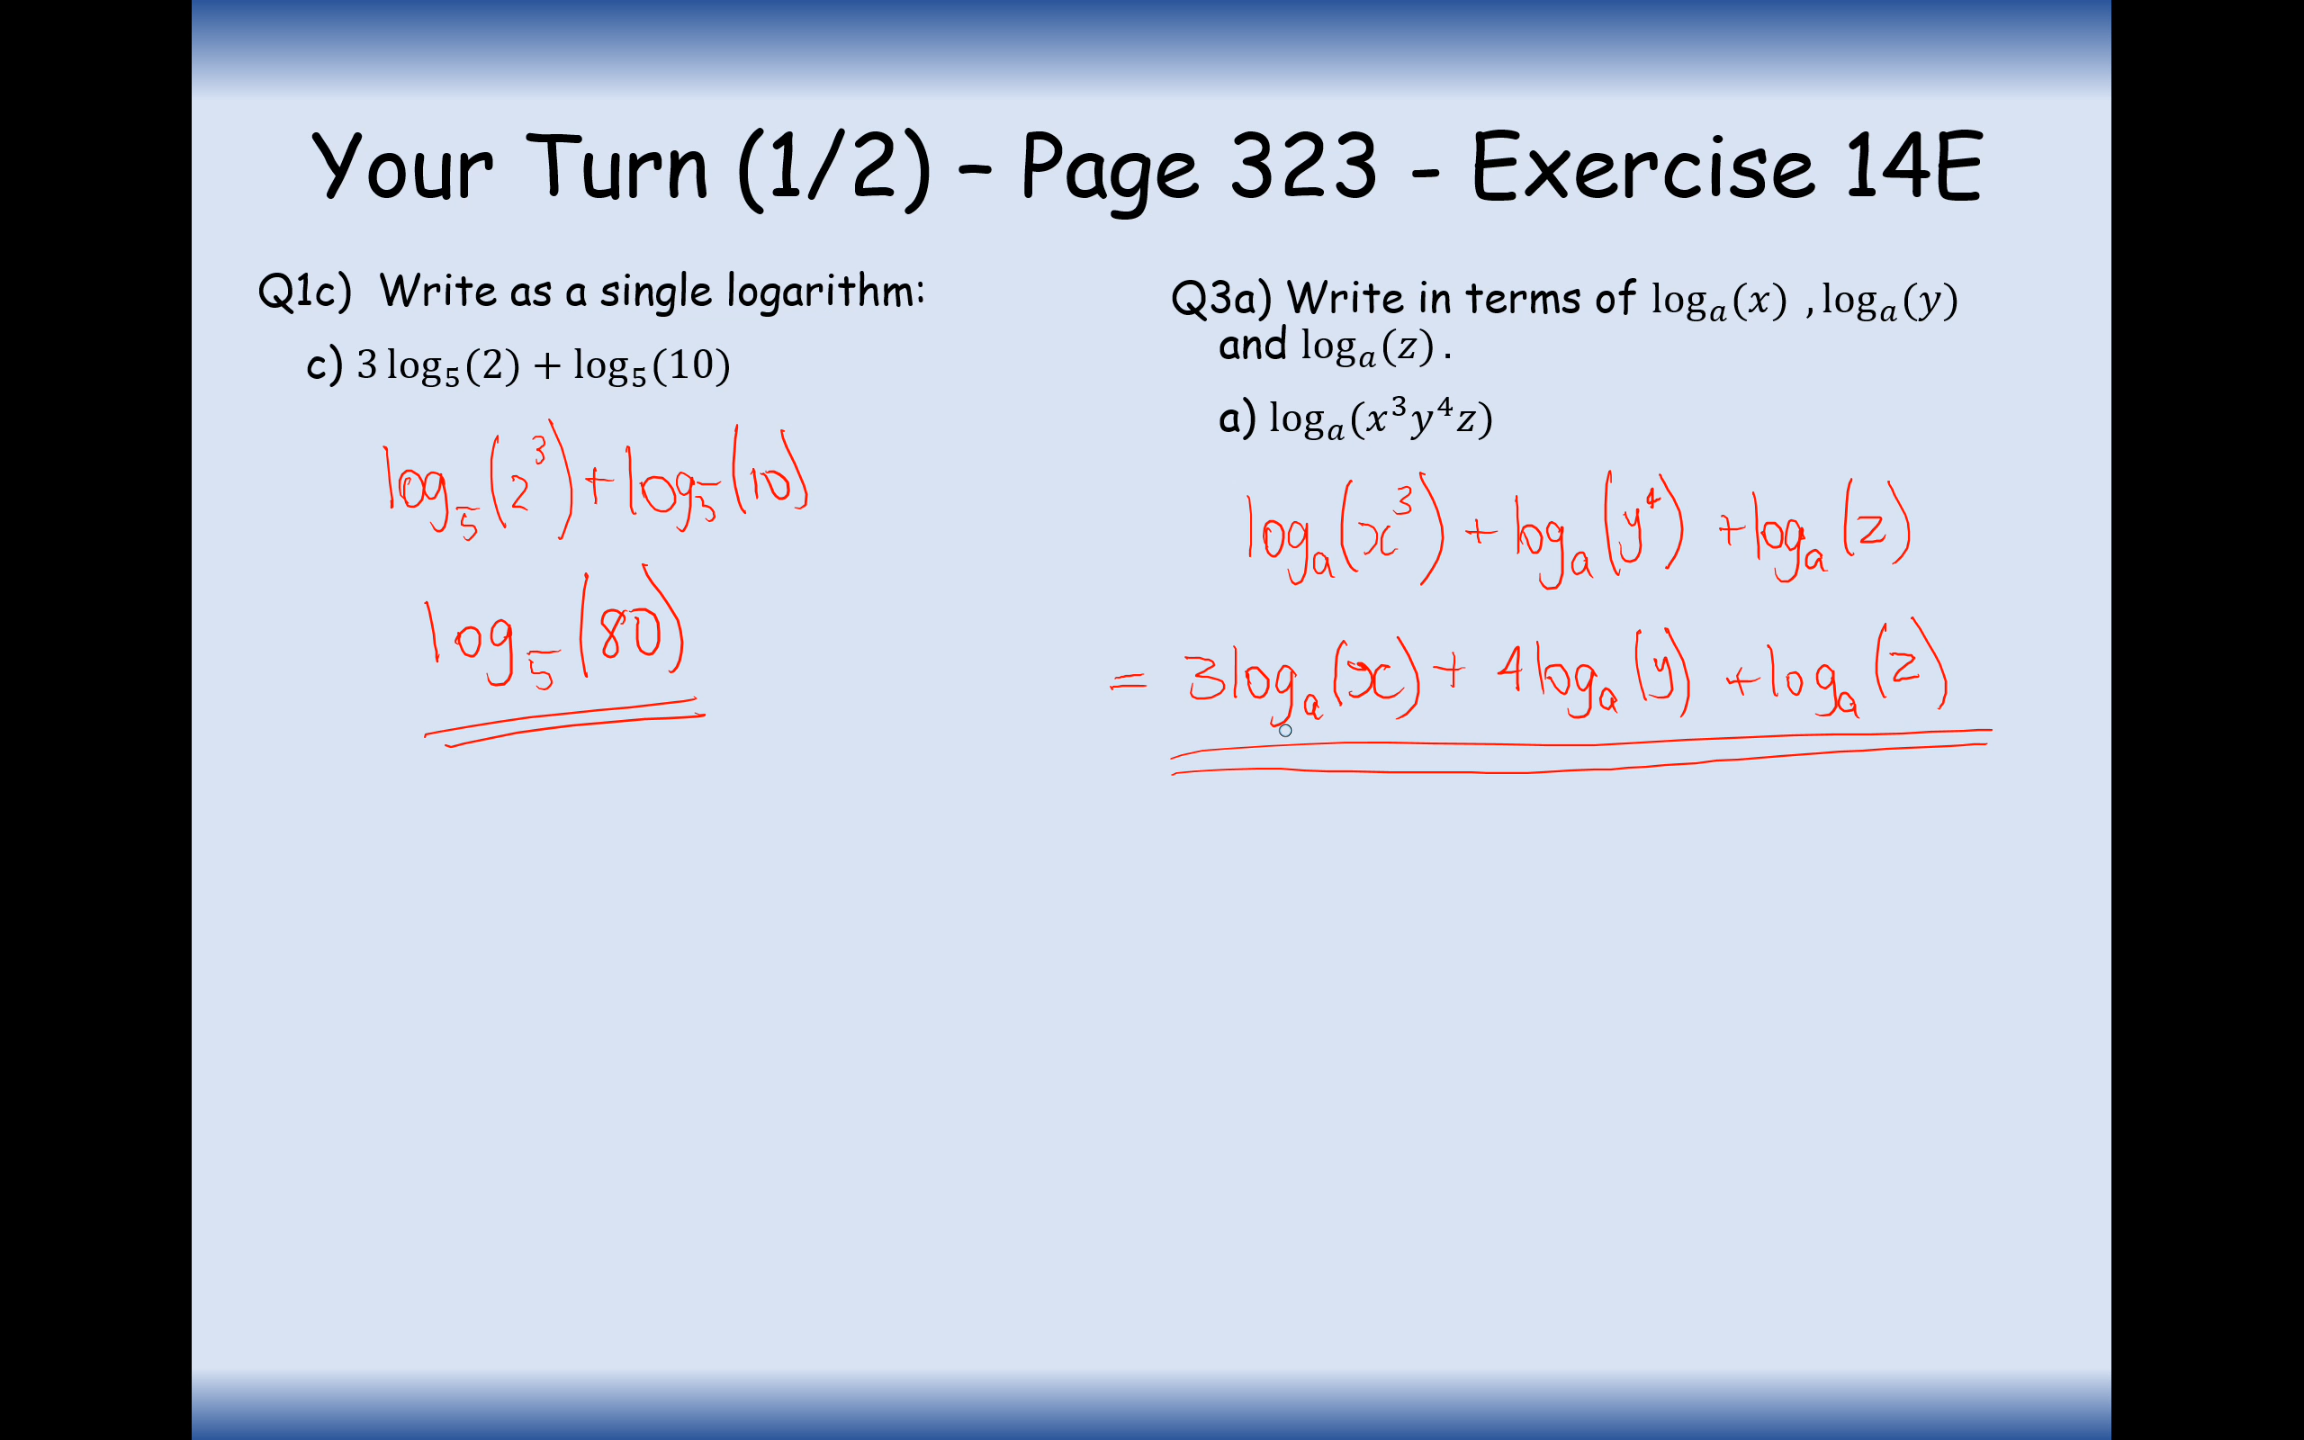 Your Turn (1/2) – Page 323 - Exercise 14E
Q1c) Write as a single logarithm:
c) 3 log₅(2) + log₅(10)
log₅(2³) + log₅(10)
log₅(80)
Q3a) Write in terms of logₐ(x) , logₐ(y)
and logₐ(z) .
a) logₐ(x³y⁴z)
logₐ(x³) + logₐ(y⁴) + logₐ(z)
= 3logₐ(x) + 4logₐ(y) + logₐ(z)